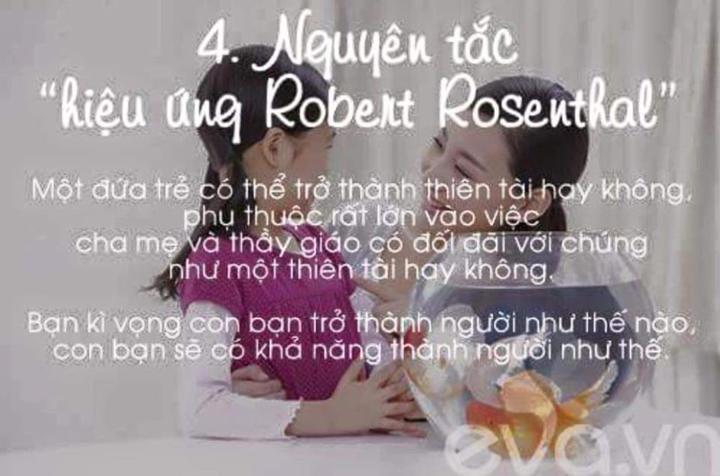 4. Nguyên tắc
“hiệu ứng Robert Rosenthal”
Một đứa trẻ có thể trở thành thiên tài hay không,
phụ thuộc rất lớn vào việc
cha mẹ và thầy giáo có đối đãi với chúng
như một thiên tài hay không.
Bạn kì vọng con bạn trở thành người như thế nào,
con bạn sẽ có khả năng thành người như thế.
eva.vn